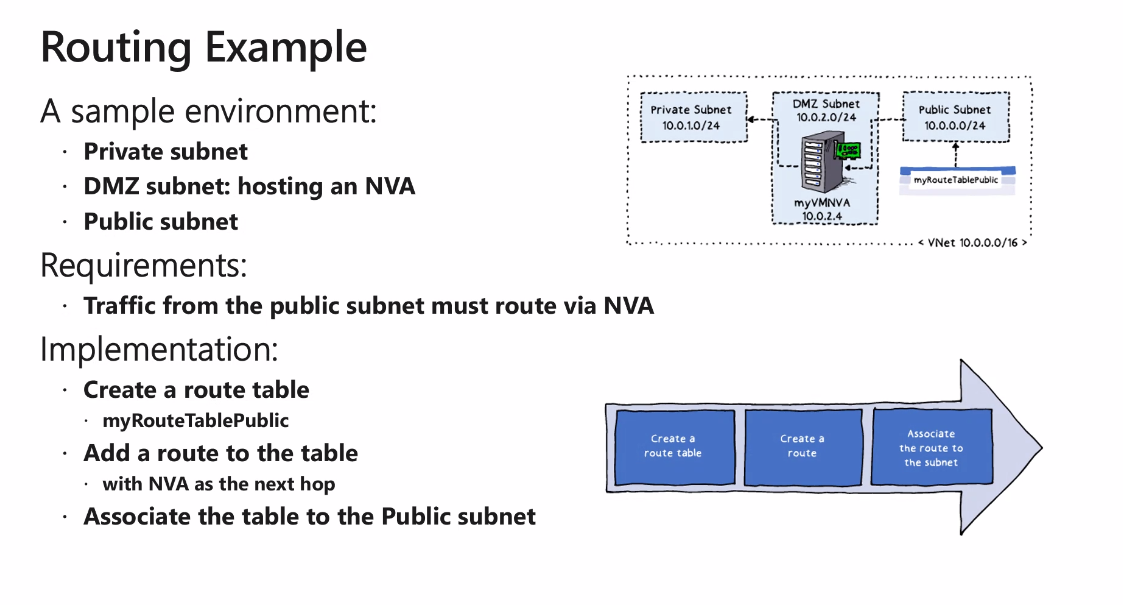 Routing Example
A sample environment:
· Private subnet
· DMZ subnet: hosting an NVA
· Public subnet
Requirements:
· Traffic from the public subnet must route via NVA
Implementation:
· Create a route table
· myRouteTablePublic
· Add a route to the table
· with NVA as the next hop
· Associate the table to the Public subnet
Private Subnet
10.0.1.0/24
DMZ Subnet
10.0.2.0/24
myVMNVA
10.0.2.4
Public Subnet
10.0.0.0/24
myRouteTablePublic
< VNet 10.0.0.0/16 >
Create a
route table
Create a
route
Associate
the route to
the subnet